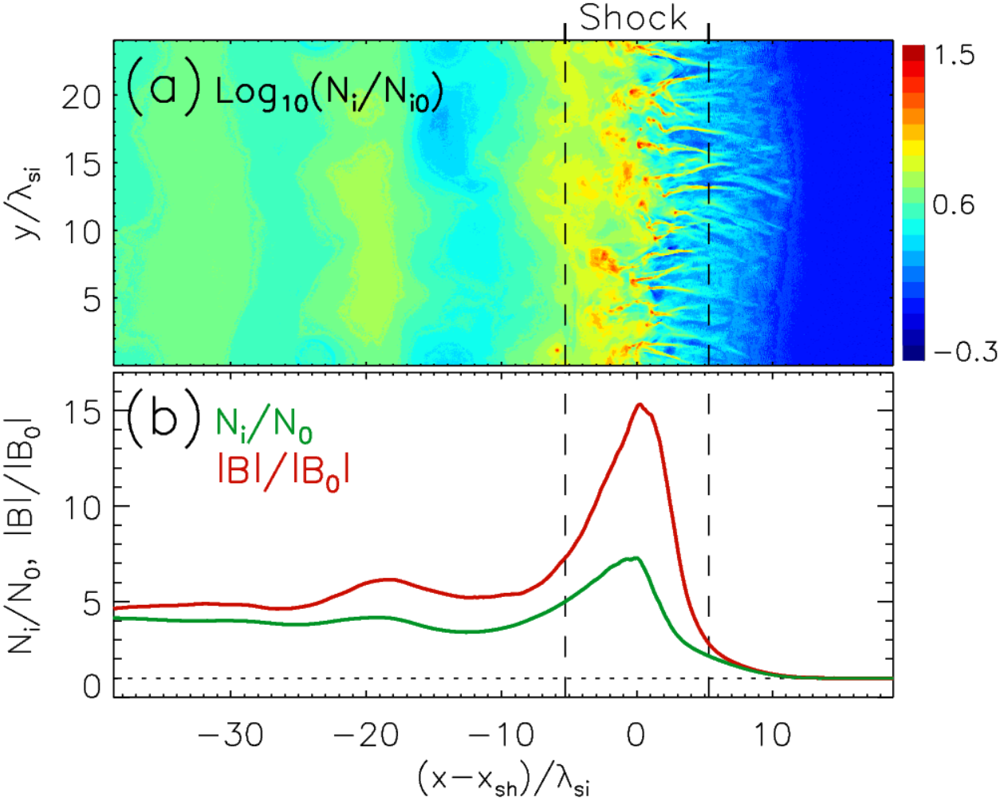 Shock
(a) Log₁₀(Nᵢ/Nᵢ₀)
y/λₛᵢ
20
15
10
5
1.5
0.6
−0.3
(b) Nᵢ/N₀
|B|/|B₀|
Nᵢ/N₀, |B|/|B₀|
15
10
5
0
−30 −20 −10 0 10
(x−xₛₕ)/λₛᵢ